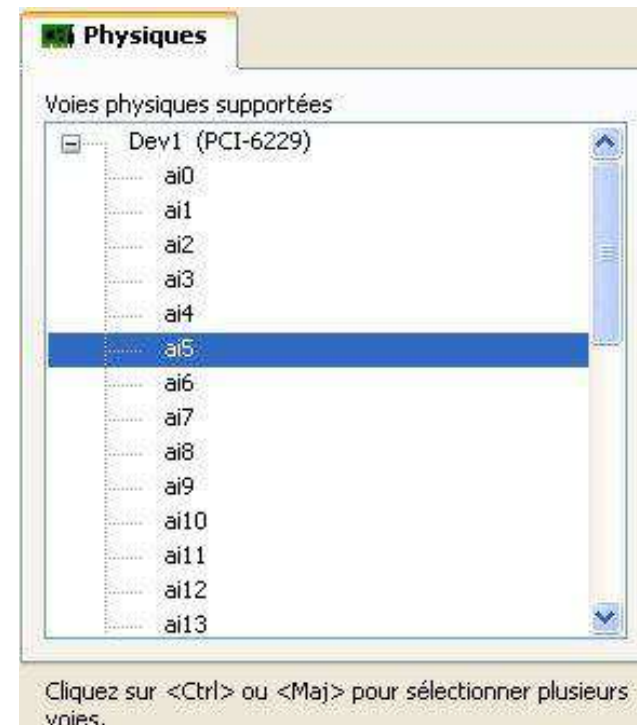 Physiques
Voies physiques supportées
Dev1 (PCI-6229)
ai0
ai1
ai2
ai3
ai4
ai5
ai6
ai7
ai8
ai9
ai10
ai11
ai12
ai13
Cliquez sur <Ctrl> ou <Maj> pour sélectionner plusieurs
voies.